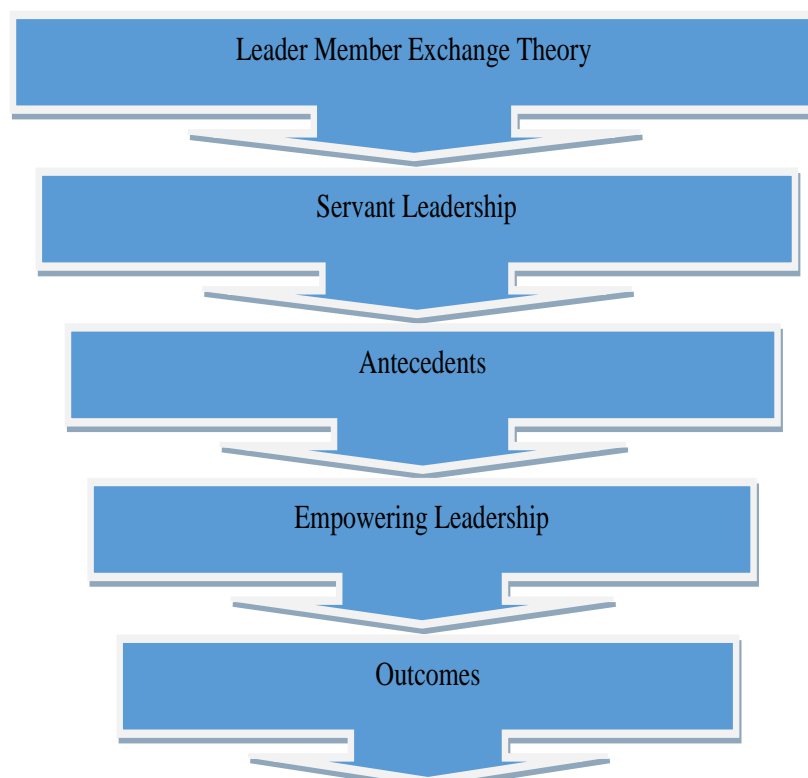 Leader Member Exchange Theory
Servant Leadership
Antecedents
Empowering Leadership
Outcomes